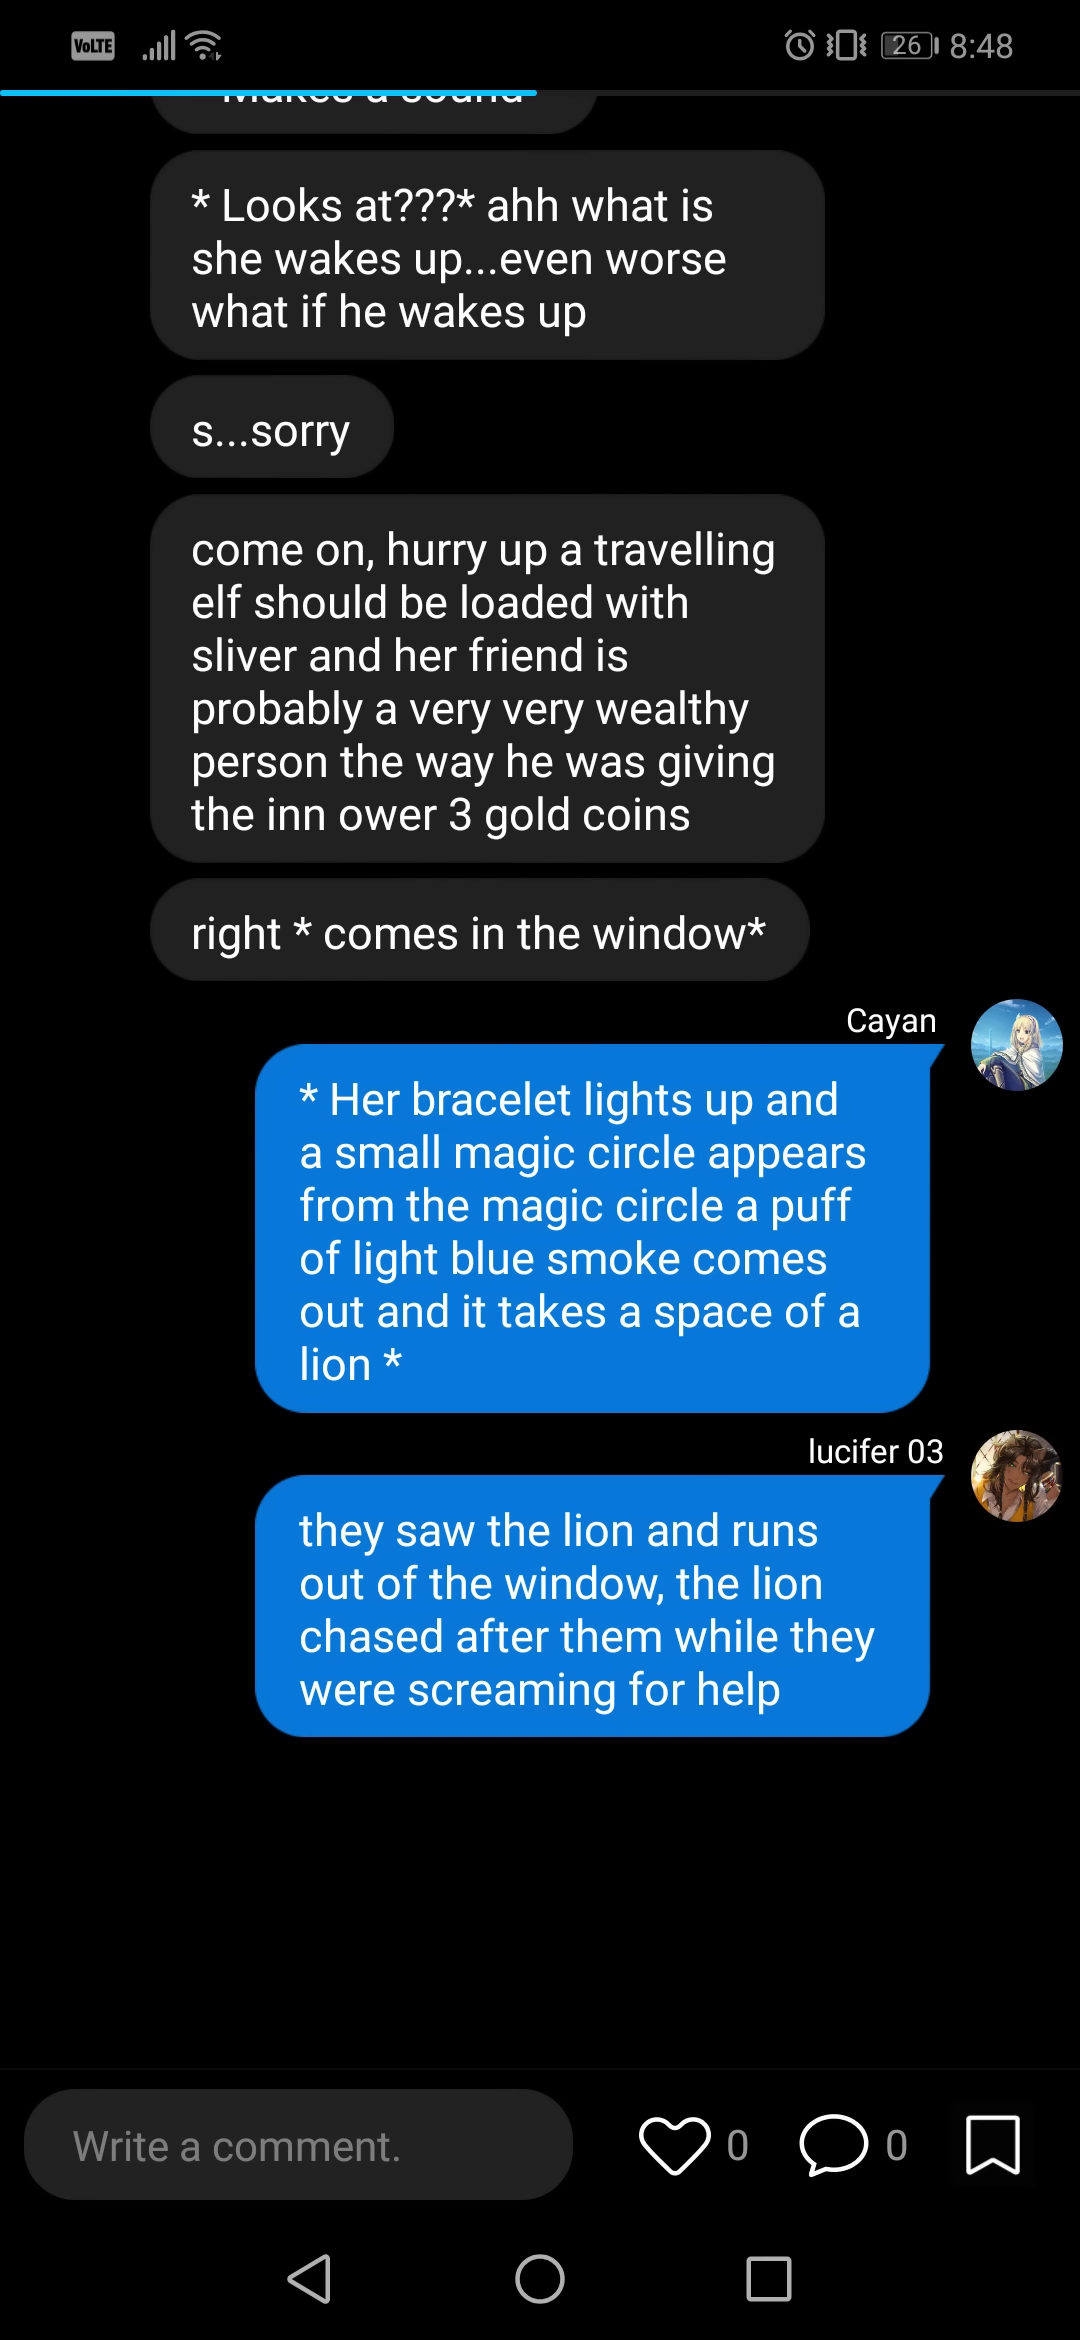 VoLTE
26
8:48
Makes a sound
* Looks at???* ahh what is
she wakes up...even worse
what if he wakes up
s...sorry
come on, hurry up a travelling
elf should be loaded with
sliver and her friend is
probably a very very wealthy
person the way he was giving
the inn ower 3 gold coins
right * comes in the window*
Cayan
* Her bracelet lights up and
a small magic circle appears
from the magic circle a puff
of light blue smoke comes
out and it takes a space of a
lion *
lucifer 03
they saw the lion and runs
out of the window, the lion
chased after them while they
were screaming for help
Write a comment.
0
0